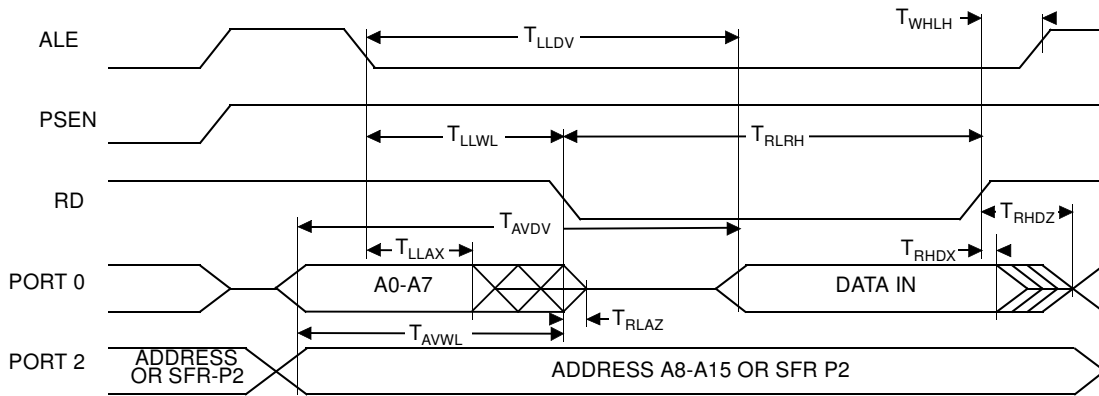 T_WHLH
ALE
T_LLDV
PSEN
T_LLWL
T_RLRH
RD
T_AVDV
T_RHDZ
T_LLAX
T_RHDX
PORT 0
A0-A7
DATA IN
T_RLAZ
T_AVWL
PORT 2
ADDRESS
OR SFR-P2
ADDRESS A8-A15 OR SFR P2